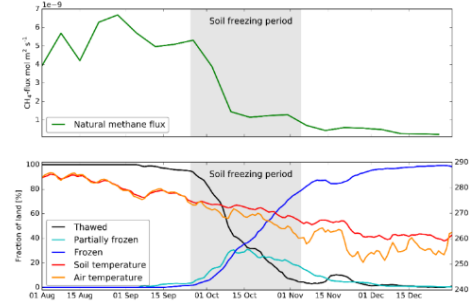 1e−9
7
6
5
4
3
2
1
CH₄-flux mol m⁻² s⁻¹
Soil freezing period
Natural methane flux
100
80
60
40
20
0
Fraction of land [%]
Soil freezing period
Thawed
Partially frozen
Frozen
Soil temperature
Air temperature
290
280
270
260
250
240
01 Aug 15 Aug 01 Sep 15 Sep 01 Oct 15 Oct 01 Nov 15 Nov 01 Dec 15 Dec